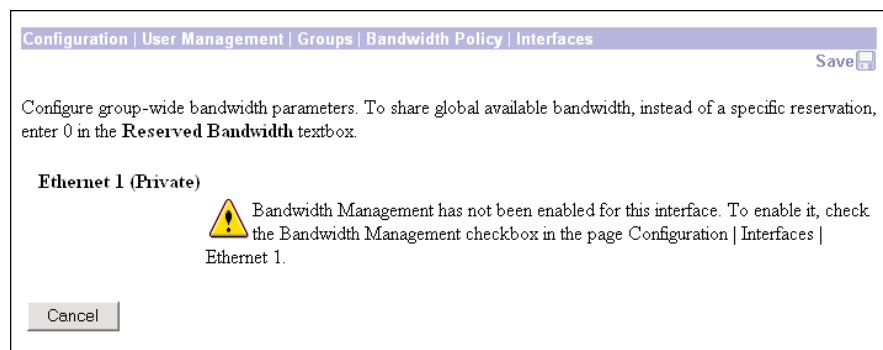 Configuration | User Management | Groups | Bandwidth Policy | Interfaces
Save
Configure group-wide bandwidth parameters. To share global available bandwidth, instead of a specific reservation,
enter 0 in the Reserved Bandwidth textbox.
Ethernet 1 (Private)
Bandwidth Management has not been enabled for this interface. To enable it, check
the Bandwidth Management checkbox in the page Configuration | Interfaces |
Ethernet 1.
Cancel